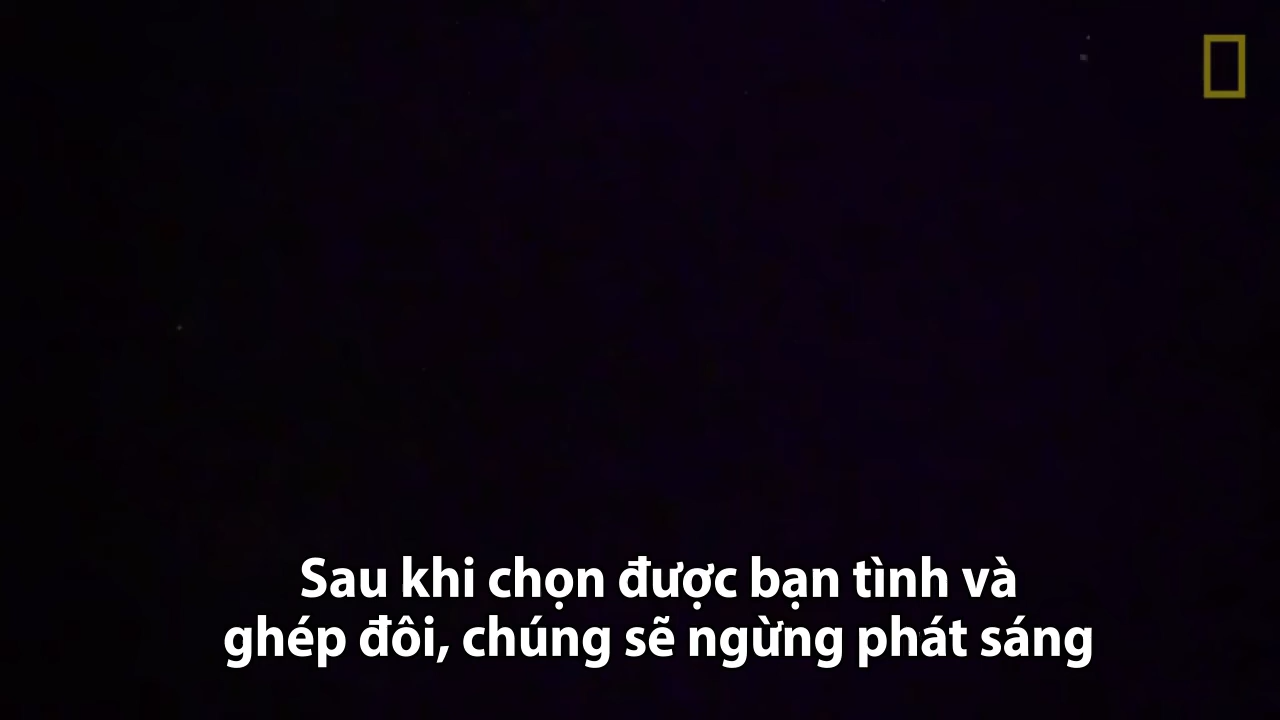 Sau khi chọn được bạn tình và
ghép đôi, chúng sẽ ngừng phát sáng